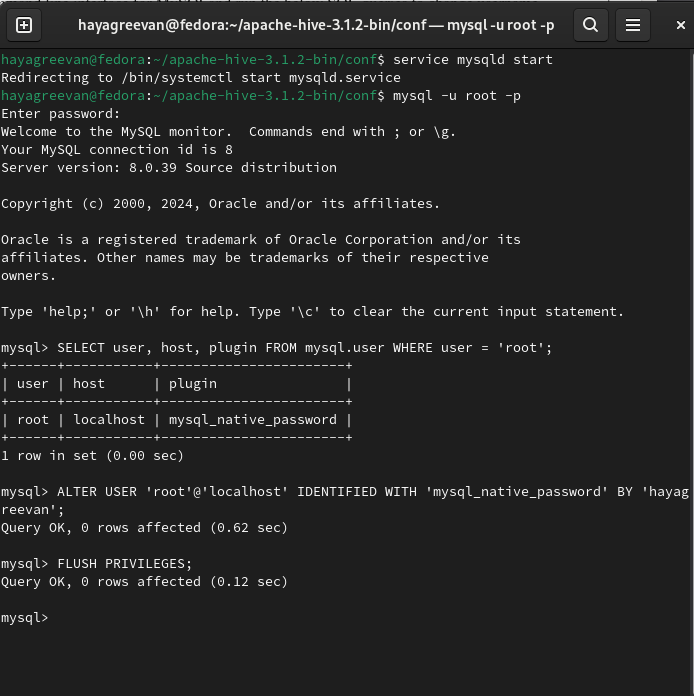 hayagreevan@fedora:~/apache-hive-3.1.2-bin/conf — mysql -u root -p
hayagreevan@fedora:~/apache-hive-3.1.2-bin/conf$ service mysqld start
Redirecting to /bin/systemctl start mysqld.service
hayagreevan@fedora:~/apache-hive-3.1.2-bin/conf$ mysql -u root -p
Enter password:
Welcome to the MySQL monitor.  Commands end with ; or \g.
Your MySQL connection id is 8
Server version: 8.0.39 Source distribution
Copyright (c) 2000, 2024, Oracle and/or its affiliates.
Oracle is a registered trademark of Oracle Corporation and/or its
affiliates. Other names may be trademarks of their respective
owners.
Type 'help;' or '\h' for help. Type '\c' to clear the current input statement.
mysql> SELECT user, host, plugin FROM mysql.user WHERE user = 'root';
+------+-----------+-----------------------+
| user | host      | plugin                |
+------+-----------+-----------------------+
| root | localhost | mysql_native_password |
+------+-----------+-----------------------+
1 row in set (0.00 sec)
mysql> ALTER USER 'root'@'localhost' IDENTIFIED WITH 'mysql_native_password' BY 'hayag
reevan';
Query OK, 0 rows affected (0.62 sec)
mysql> FLUSH PRIVILEGES;
Query OK, 0 rows affected (0.12 sec)
mysql>